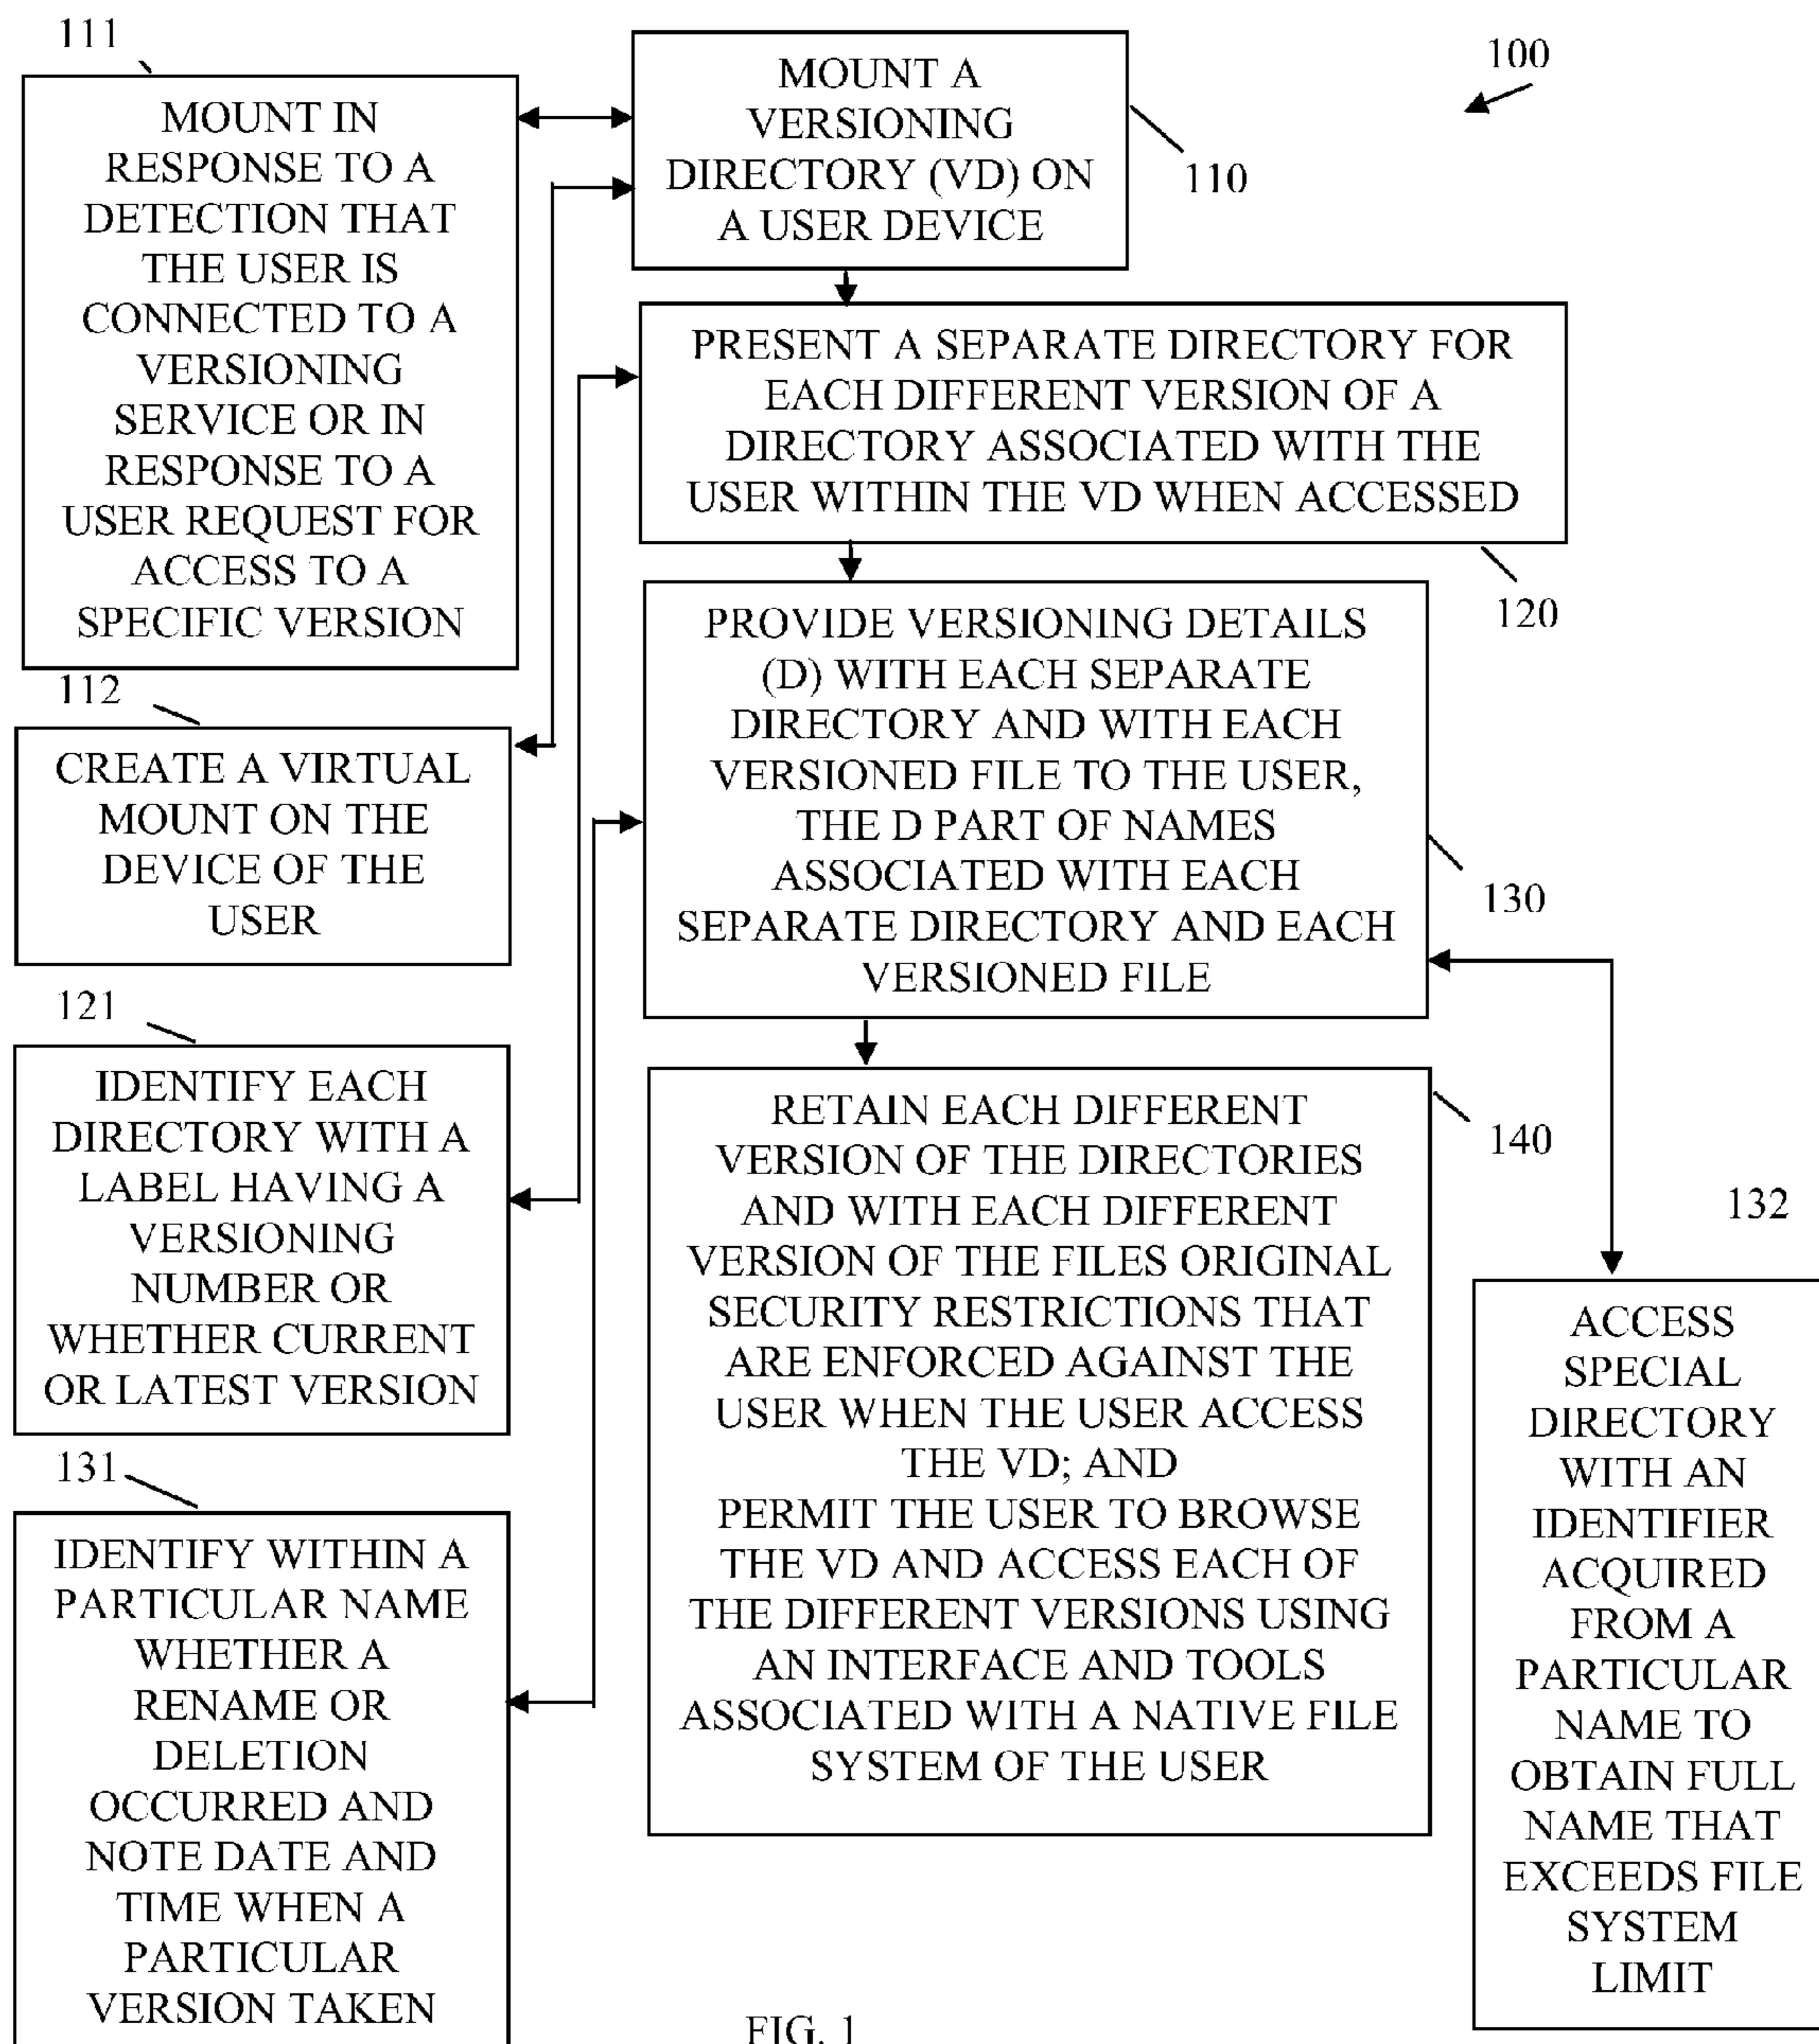 111
MOUNT IN
RESPONSE TO A
DETECTION THAT
THE USER IS
CONNECTED TO A
VERSIONING
SERVICE OR IN
RESPONSE TO A
USER REQUEST FOR
ACCESS TO A
SPECIFIC VERSION
MOUNT A
VERSIONING
DIRECTORY (VD) ON
A USER DEVICE
100
110
PRESENT A SEPARATE DIRECTORY FOR
EACH DIFFERENT VERSION OF A
DIRECTORY ASSOCIATED WITH THE
USER WITHIN THE VD WHEN ACCESSED
120
112
CREATE A VIRTUAL
MOUNT ON THE
DEVICE OF THE
USER
PROVIDE VERSIONING DETAILS
(D) WITH EACH SEPARATE
DIRECTORY AND WITH EACH
VERSIONED FILE TO THE USER,
THE D PART OF NAMES
ASSOCIATED WITH EACH
SEPARATE DIRECTORY AND EACH
VERSIONED FILE
130
121
IDENTIFY EACH
DIRECTORY WITH A
LABEL HAVING A
VERSIONING
NUMBER OR
WHETHER CURRENT
OR LATEST VERSION
RETAIN EACH DIFFERENT
VERSION OF THE DIRECTORIES
AND WITH EACH DIFFERENT
VERSION OF THE FILES ORIGINAL
SECURITY RESTRICTIONS THAT
ARE ENFORCED AGAINST THE
USER WHEN THE USER ACCESS
THE VD; AND
PERMIT THE USER TO BROWSE
THE VD AND ACCESS EACH OF
THE DIFFERENT VERSIONS USING
AN INTERFACE AND TOOLS
ASSOCIATED WITH A NATIVE FILE
SYSTEM OF THE USER
140
132
ACCESS
SPECIAL
DIRECTORY
WITH AN
IDENTIFIER
ACQUIRED
FROM A
PARTICULAR
NAME TO
OBTAIN FULL
NAME THAT
EXCEEDS FILE
SYSTEM
LIMIT
131
IDENTIFY WITHIN A
PARTICULAR NAME
WHETHER A
RENAME OR
DELETION
OCCURRED AND
NOTE DATE AND
TIME WHEN A
PARTICULAR
VERSION TAKEN
FIG. 1